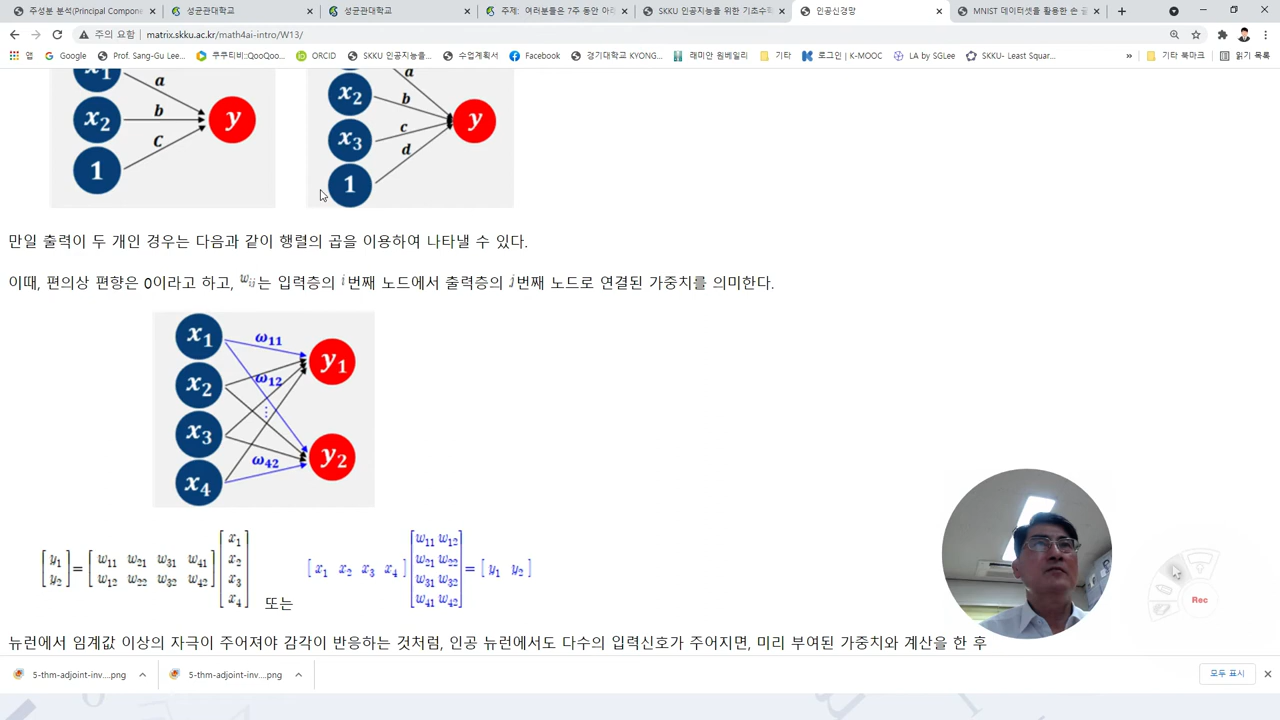 주성분 분석(Principal Compone
성균관대학교
성균관대학교
주제: 여러분들은 7주 동안 아래
SKKU 인공지능을 위한 기초수학
인공신경망
MNIST 데이터셋을 활용한 손 글
주의 요함 | matrix.skku.ac.kr/math4ai-intro/W13/
앱
Google
Prof. Sang-Gu Lee...
쿠쿠티비::QooQoo...
ORCID
SKKU 인공지능을...
수업계획서
Facebook
경기대학교 KYONG...
래미안 원베일리
기타
로그인 | K-MOOC
LA by SGLee
SKKU- Least Squar...
»
기타 북마크
읽기 목록
x1 a
x2 b y
1 C
a
x2 b
x3 c y
1 d
만일 출력이 두 개인 경우는 다음과 같이 행렬의 곱을 이용하여 나타낼 수 있다.
이때, 편의상 편향은 0이라고 하고, w_ij는 입력층의 i번째 노드에서 출력층의 j번째 노드로 연결된 가중치를 의미한다.
x1 ω11 y1
x2 ω12
x3 ⋮
x4 ω42 y2
[y1 y2] = [w11 w21 w31 w41 w12 w22 w32 w42] [x1 x2 x3 x4] 또는 [x1 x2 x3 x4] [w11 w12 w21 w22 w31 w32 w41 w42] = [y1 y2]
뉴런에서 임계값 이상의 자극이 주어져야 감각이 반응하는 것처럼, 인공 뉴런에서도 다수의 입력신호가 주어지면, 미리 부여된 가중치와 계산을 한 후
Rec
5-thm-adjoint-inv....png
5-thm-adjoint-inv....png
모두 표시